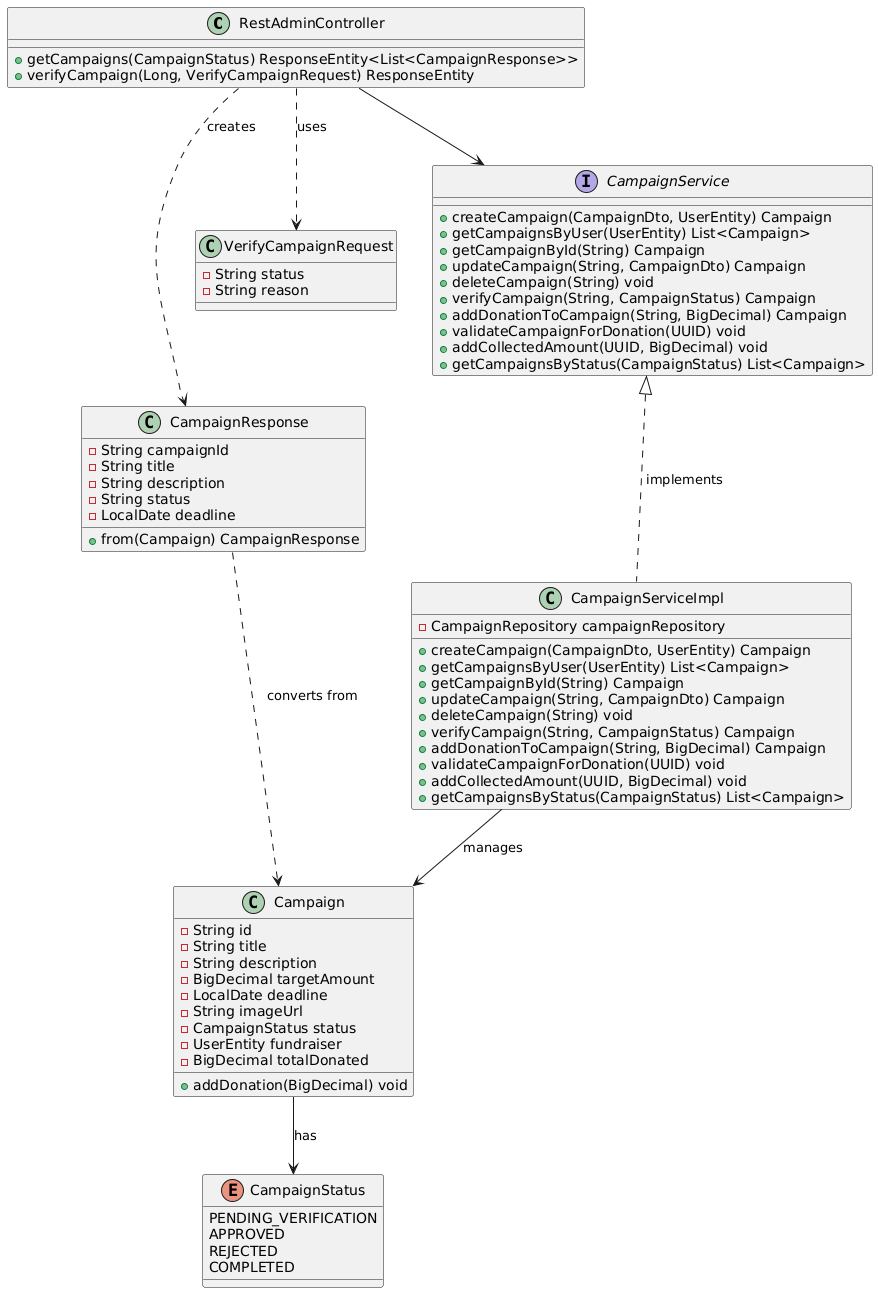 C RestAdminController
getCampaigns(CampaignStatus) ResponseEntity<List<CampaignResponse>>
verifyCampaign(Long, VerifyCampaignRequest) ResponseEntity
creates
uses
C VerifyCampaignRequest
String status
String reason
I CampaignService
createCampaign(CampaignDto, UserEntity) Campaign
getCampaignsByUser(UserEntity) List<Campaign>
getCampaignById(String) Campaign
updateCampaign(String, CampaignDto) Campaign
deleteCampaign(String) void
verifyCampaign(String, CampaignStatus) Campaign
addDonationToCampaign(String, BigDecimal) Campaign
validateCampaignForDonation(UUID) void
addCollectedAmount(UUID, BigDecimal) void
getCampaignsByStatus(CampaignStatus) List<Campaign>
C CampaignResponse
String campaignId
String title
String description
String status
LocalDate deadline
from(Campaign) CampaignResponse
implements
C CampaignServiceImpl
CampaignRepository campaignRepository
createCampaign(CampaignDto, UserEntity) Campaign
getCampaignsByUser(UserEntity) List<Campaign>
getCampaignById(String) Campaign
updateCampaign(String, CampaignDto) Campaign
deleteCampaign(String) void
verifyCampaign(String, CampaignStatus) Campaign
addDonationToCampaign(String, BigDecimal) Campaign
validateCampaignForDonation(UUID) void
addCollectedAmount(UUID, BigDecimal) void
getCampaignsByStatus(CampaignStatus) List<Campaign>
converts from
manages
C Campaign
String id
String title
String description
BigDecimal targetAmount
LocalDate deadline
String imageUrl
CampaignStatus status
UserEntity fundraiser
BigDecimal totalDonated
addDonation(BigDecimal) void
has
E CampaignStatus
PENDING_VERIFICATION
APPROVED
REJECTED
COMPLETED